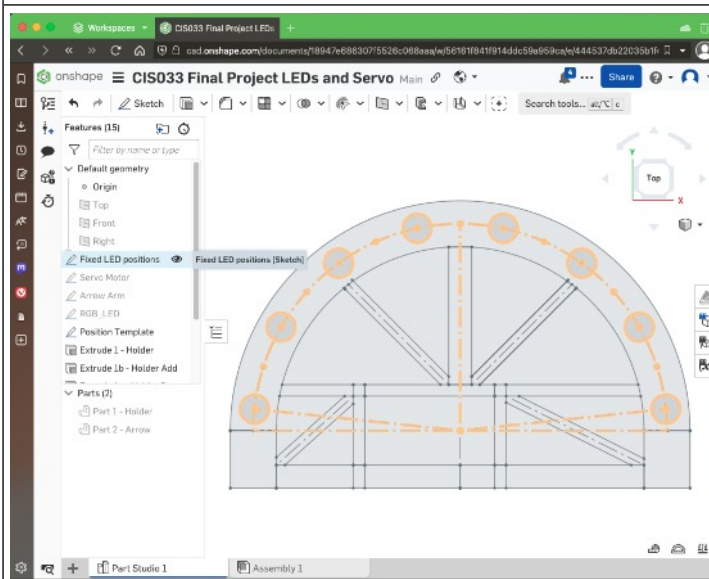 Workspaces
CIS033 Final Project LEDs
cad.onshape.com/documents/18947e686307f5526c068aaa/w/56161f841f914ddc59a959ca/e/444537db22035b1f
onshape
CIS033 Final Project LEDs and Servo Main
Share
Sketch
Search tools... alt/⌥ c
Features (15)
Filter by name or type
Default geometry
Origin
Top
Front
Right
Fixed LED positions
Fixed LED positions [Sketch]
Servo Motor
Arrow Arm
RGB_LED
Position Template
Extrude 1 - Holder
Extrude 1b - Holder Add
Parts (2)
Part 1 - Holder
Part 2 - Arrow
Y
Top
X
Part Studio 1
Assembly 1